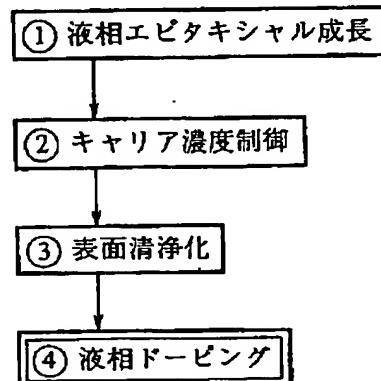 ① 液相エピタキシャル成長
② キャリア濃度制御
③ 表面清浄化
④ 液相ドーピング